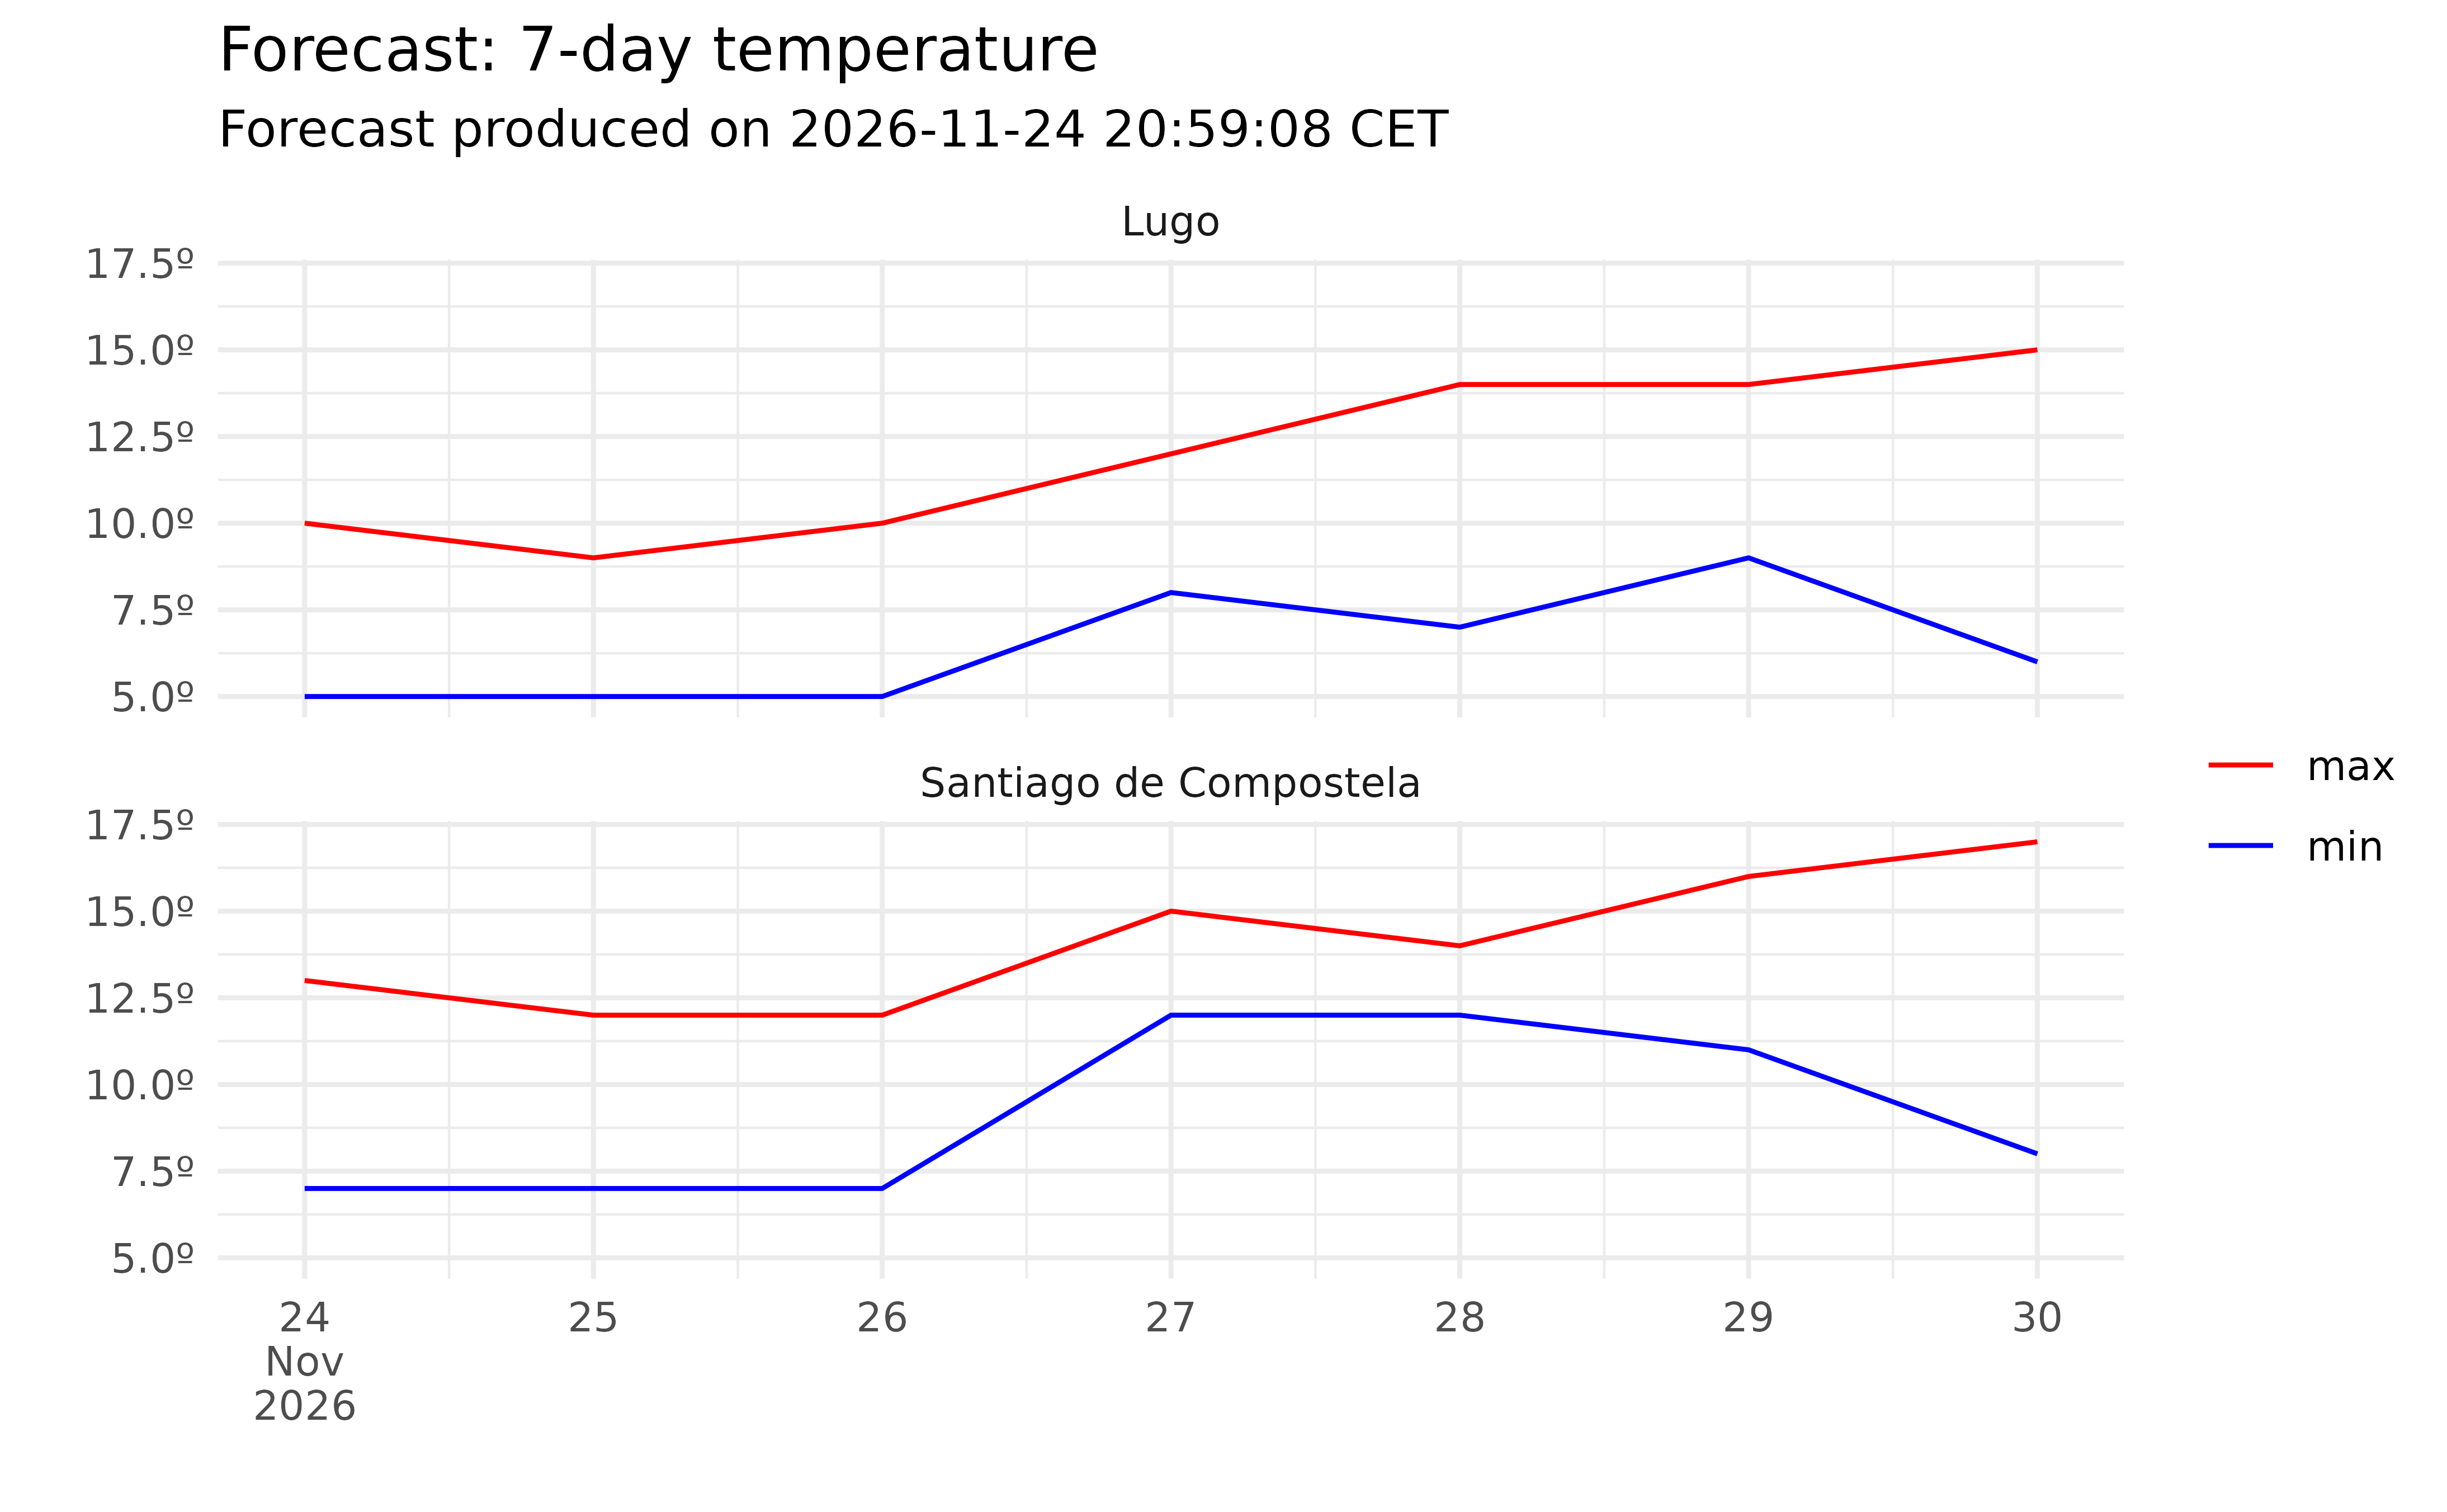 Forecast: 7-day temperature
Forecast produced on 2026-11-24 20:59:08 CET
Lugo
17.5º
15.0º
12.5º
10.0º
7.5º
5.0º
Santiago de Compostela
17.5º
15.0º
12.5º
10.0º
7.5º
5.0º
24 25 26 27 28 29 30
Nov
2026
max
min